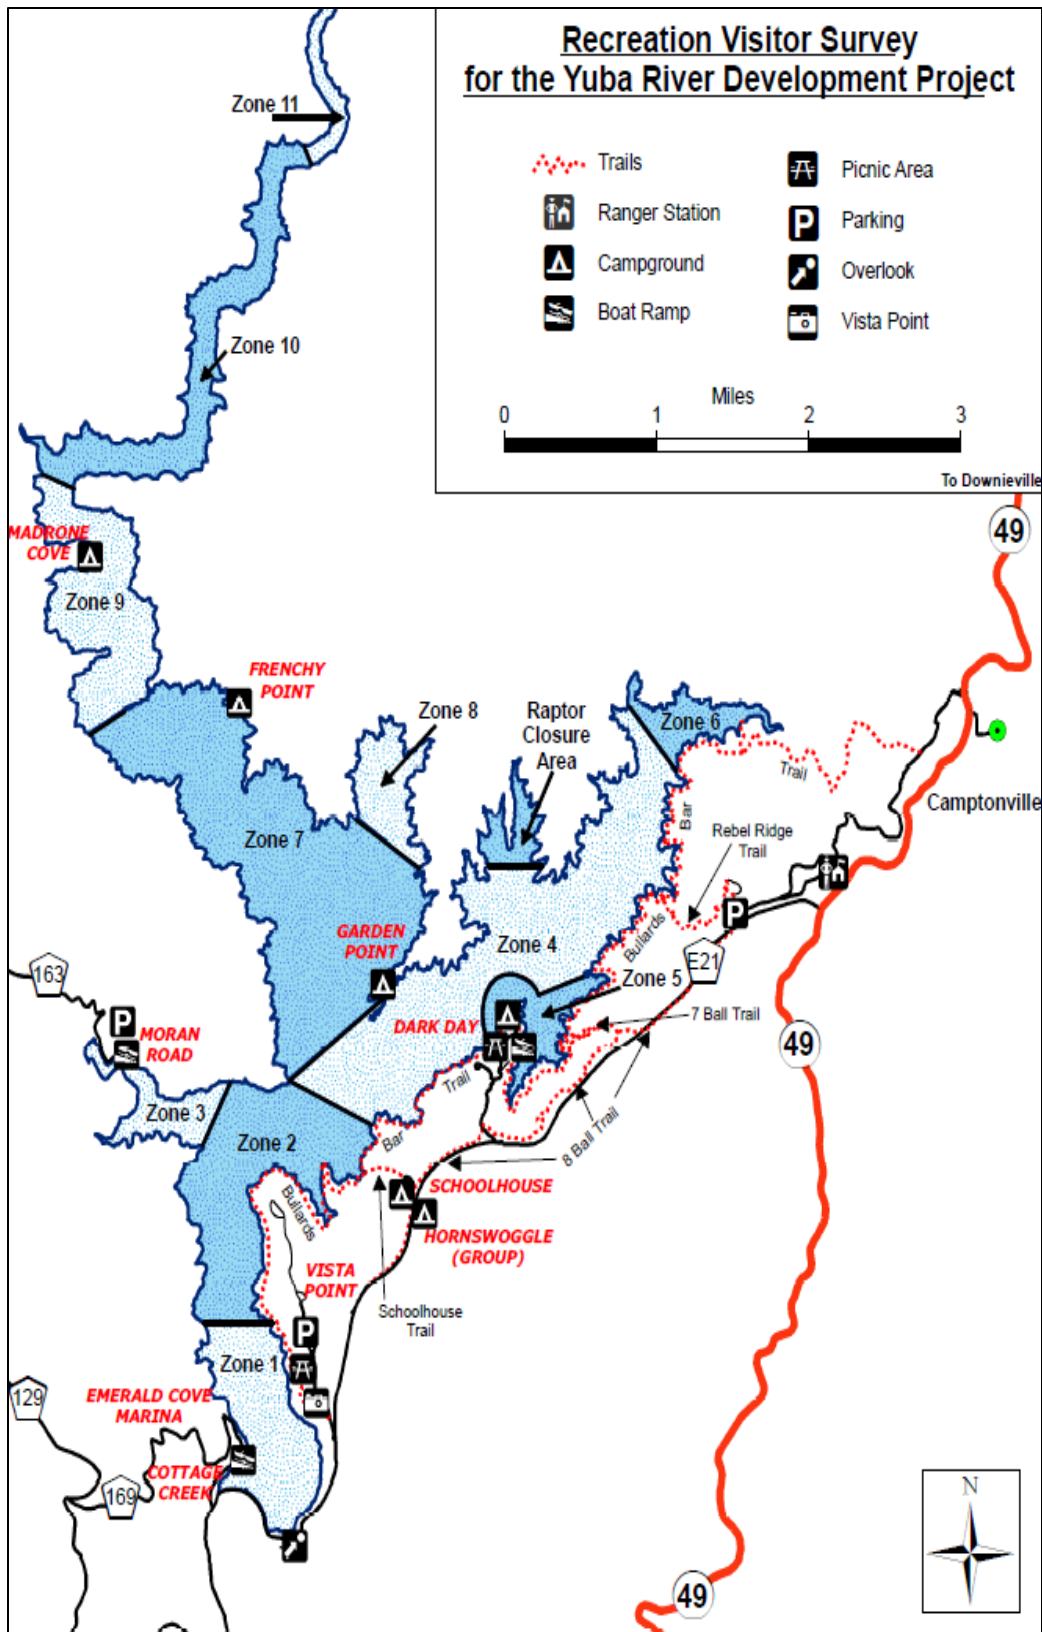 Recreation Visitor Survey
for the Yuba River Development Project
Trails
Ranger Station
Campground
Boat Ramp
Picnic Area
P
Parking
Overlook
Vista Point
Miles
0 1 2 3
To Downieville
Zone 11
Zone 10
49
MADRONE
COVE
Zone 9
FRENCHY
POINT
Zone 8
Raptor
Closure
Area
Zone 6
Trail
Camptonville
Zone 7
Bar
Rebel Ridge
Trail
P
GARDEN
POINT
Zone 4
Bullards
E21
163
Zone 5
P
MORAN
ROAD
DARK DAY
7 Ball Trail
49
Trail
Zone 3
Zone 2
Bar
8 Ball Trail
SCHOOLHOUSE
Bullards
HORNSWOGGLE
(GROUP)
VISTA
POINT
Schoolhouse
Trail
P
Zone 1
129
EMERALD COVE
MARINA
COTTAGE
CREEK
169
N
49